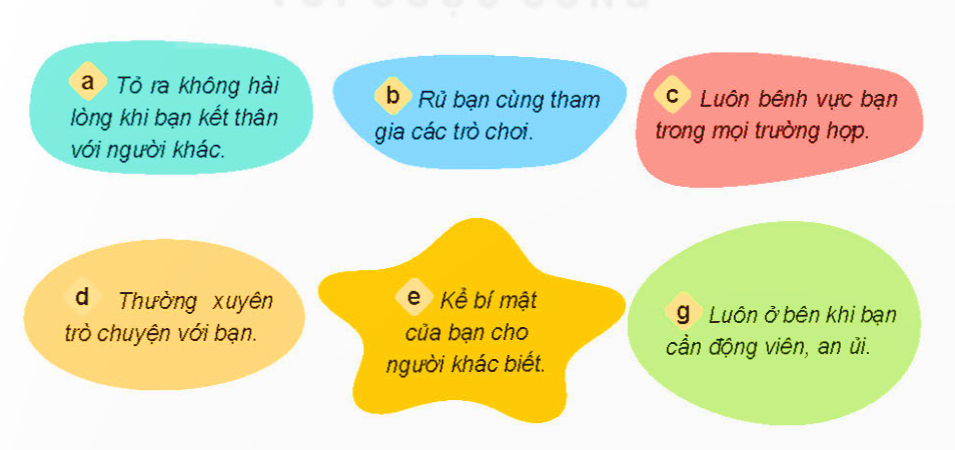 a Tỏ ra không hài
lòng khi bạn kết thân
với người khác.
b Rủ bạn cùng tham
gia các trò chơi.
c Luôn bênh vực bạn
trong mọi trường hợp.
d Thường xuyên
trò chuyện với bạn.
e Kể bí mật
của bạn cho
người khác biết.
g Luôn ở bên khi bạn
cần động viên, an ủi.